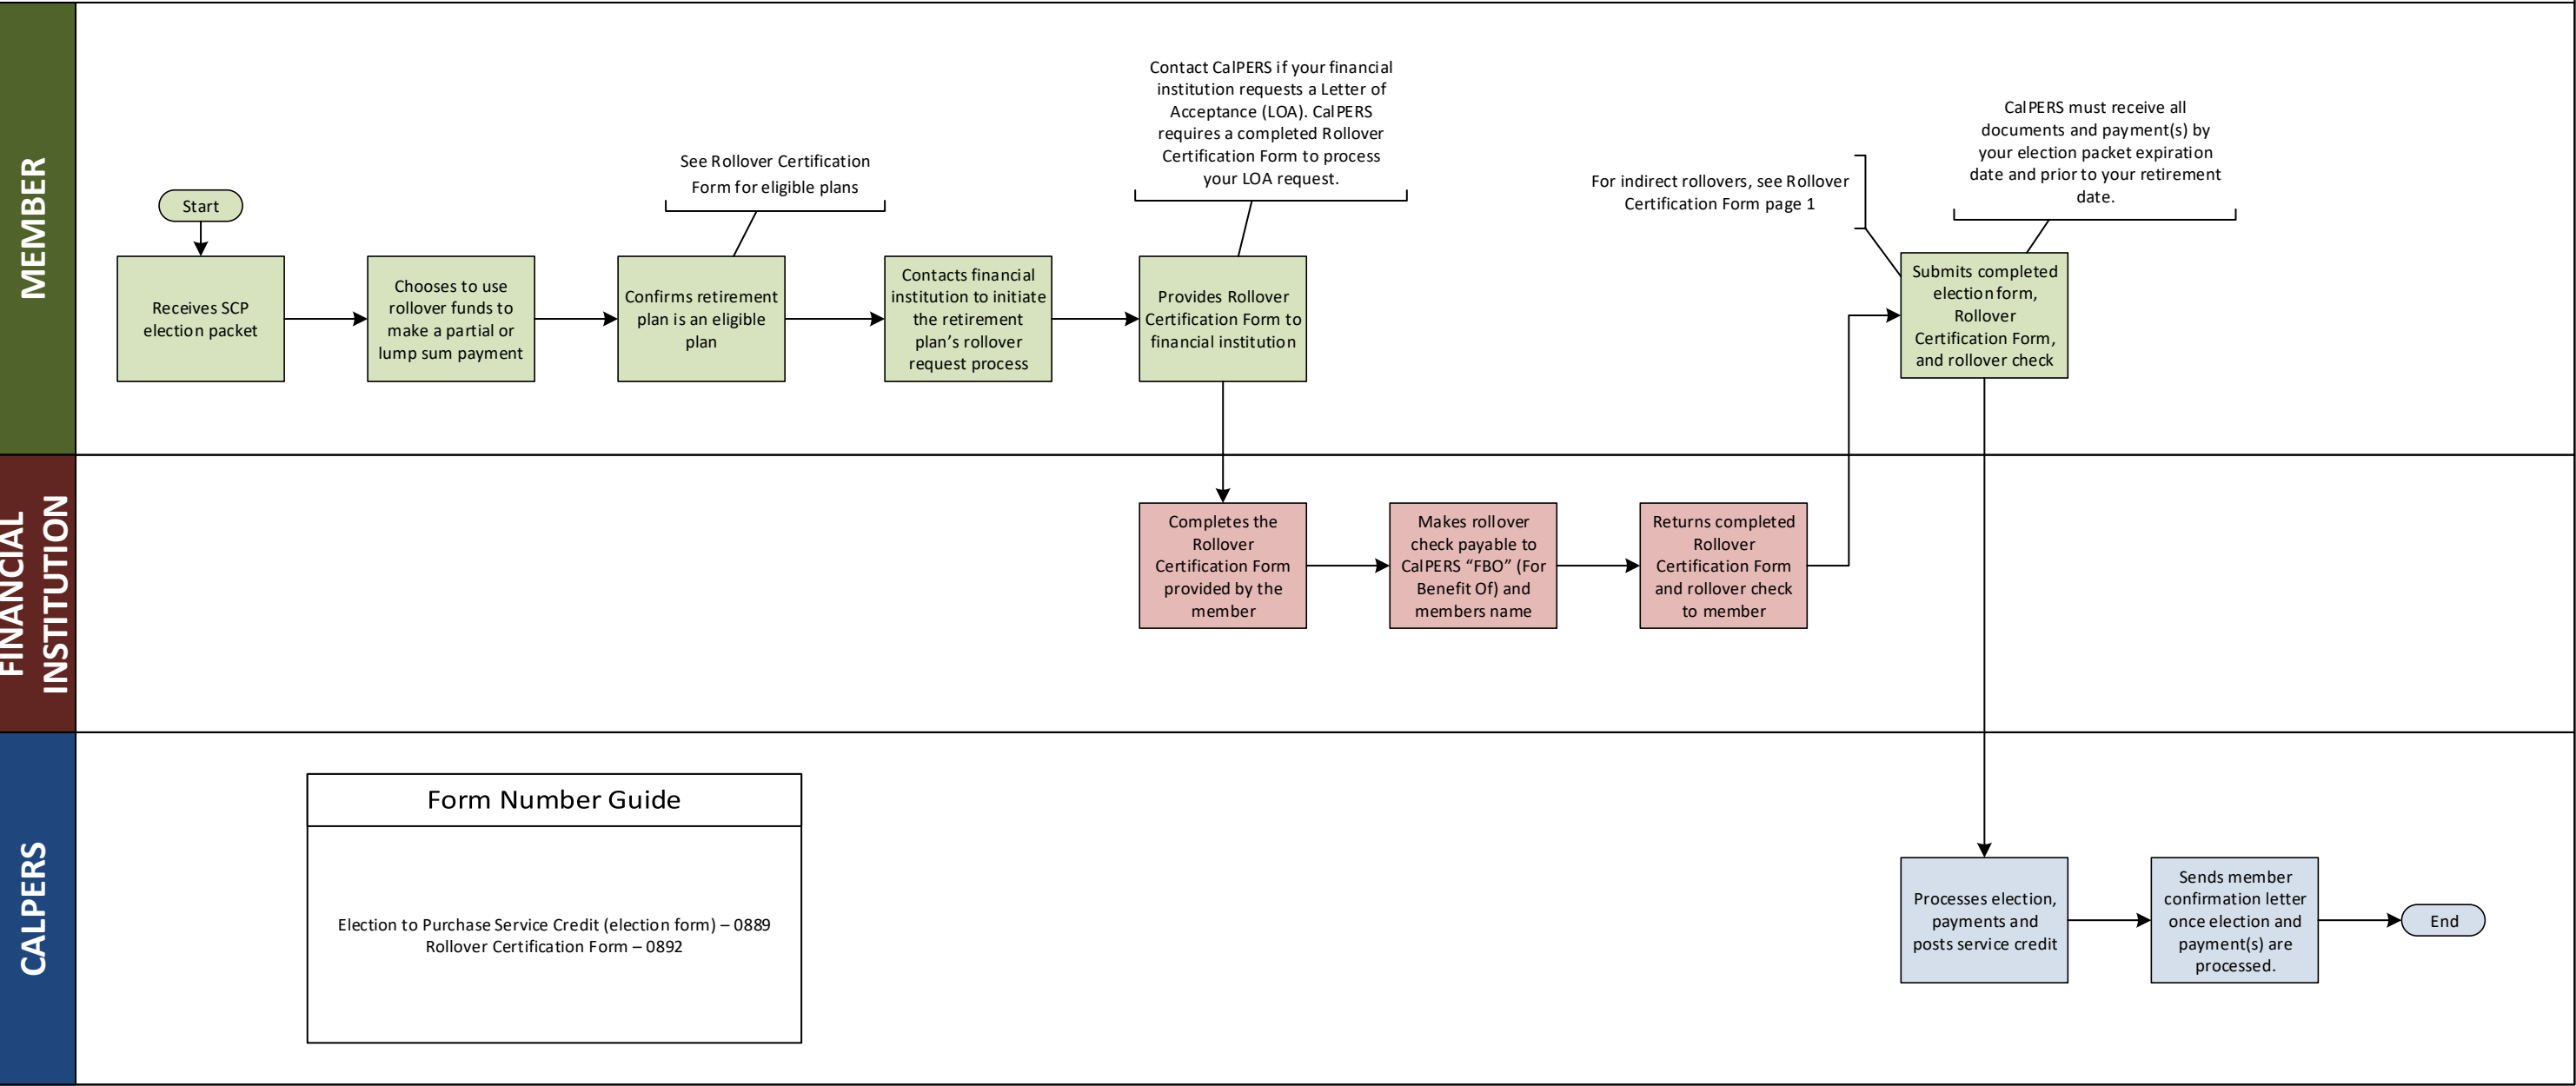 MEMBER
Start
Receives SCP
election packet
Chooses to use
rollover funds to
make a partial or
lump sum payment
See Rollover Certification
Form for eligible plans
Confirms retirement
plan is an eligible
plan
Contacts financial
institution to initiate
the retirement
plan’s rollover
request process
Contact CalPERS if your financial
institution requests a Letter of
Acceptance (LOA). CalPERS
requires a completed Rollover
Certification Form to process
your LOA request.
Provides Rollover
Certification Form to
financial institution
For indirect rollovers, see Rollover
Certification Form page 1
CalPERS must receive all
documents and payment(s) by
your election packet expiration
date and prior to your retirement
date.
Submits completed
election form,
Rollover
Certification Form,
and rollover check
FINANCIAL
INSTITUTION
Completes the
Rollover
Certification Form
provided by the
member
Makes rollover
check payable to
CalPERS “FBO” (For
Benefit Of) and
members name
Returns completed
Rollover
Certification Form
and rollover check
to member
CALPERS
Form Number Guide
Election to Purchase Service Credit (election form) – 0889
Rollover Certification Form – 0892
Processes election,
payments and
posts service credit
Sends member
confirmation letter
once election and
payment(s) are
processed.
End